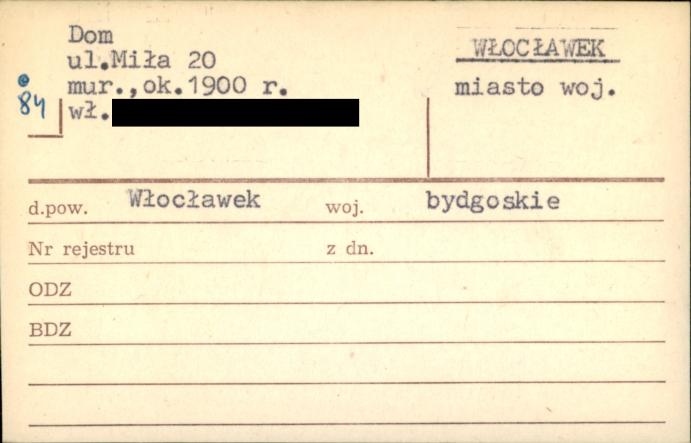 Dom
ul.Miła 20
mur.,ok.1900 r.
wł.
84
WŁOCŁAWEK
miasto woj.
d.pow. Włocławek woj. bydgoskie
Nr rejestru z dn.
ODZ
BDZ